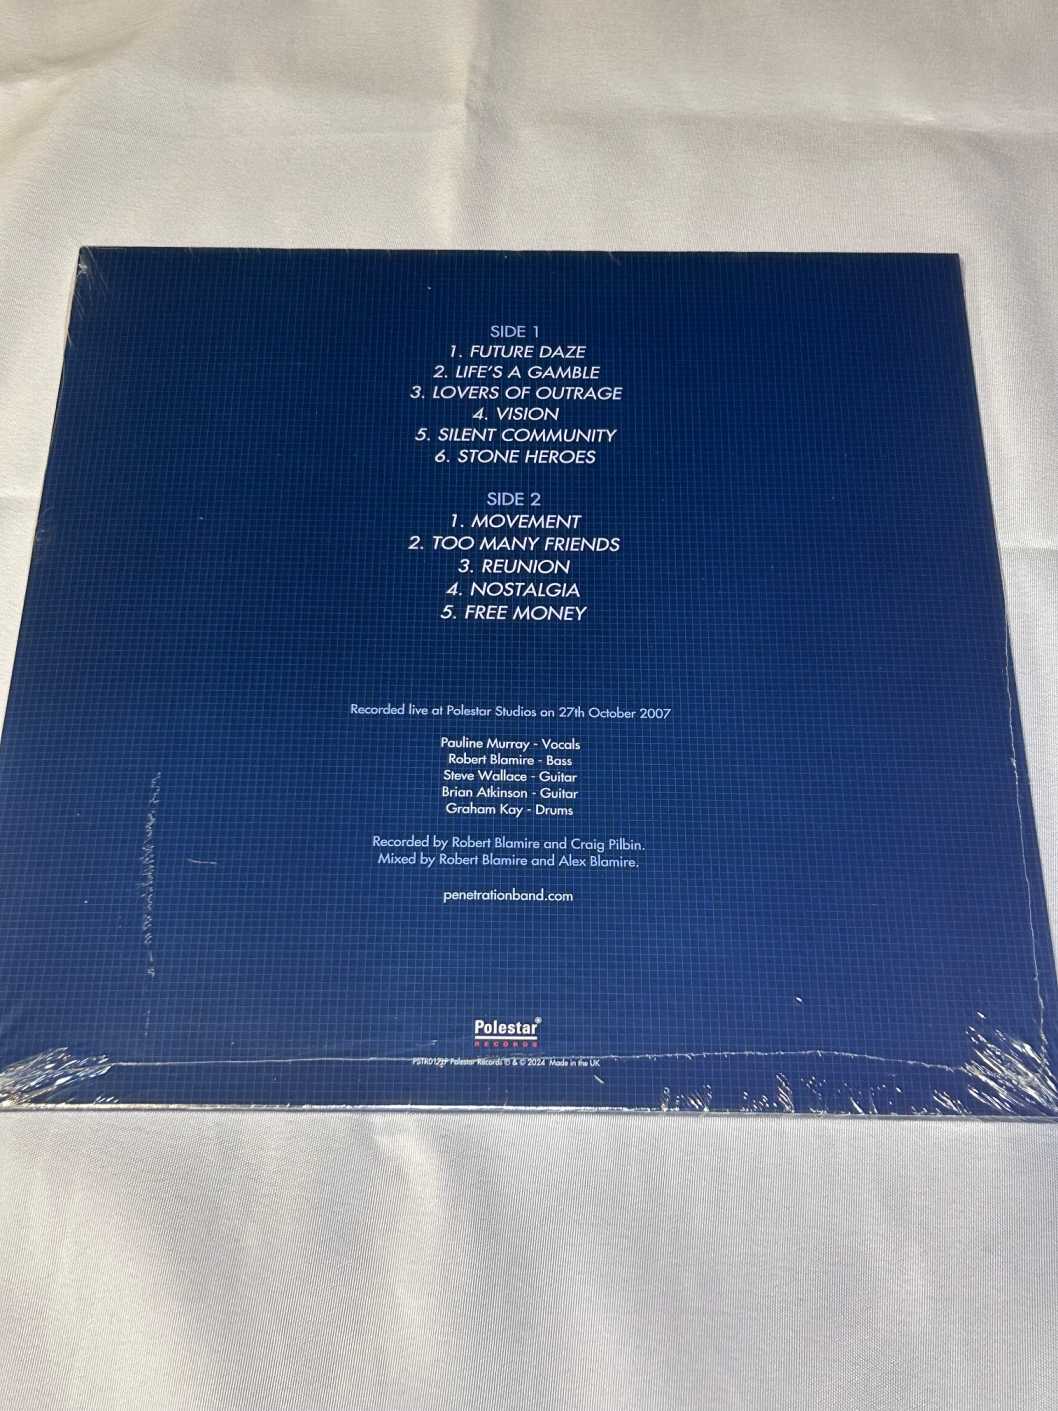 SIDE 1
1. FUTURE DAZE
2. LIFE'S A GAMBLE
3. LOVERS OF OUTRAGE
4. VISION
5. SILENT COMMUNITY
6. STONE HEROES
SIDE 2
1. MOVEMENT
2. TOO MANY FRIENDS
3. REUNION
4. NOSTALGIA
5. FREE MONEY
Recorded live at Polestar Studios on 27th October 2007
Pauline Murray - Vocals
Robert Blamire - Bass
Steve Wallace - Guitar
Brian Atkinson - Guitar
Graham Kay - Drums
Recorded by Robert Blamire and Craig Pilbin.
Mixed by Robert Blamire and Alex Blamire.
penetrationband.com
Polestar®
RECORDS
Polestar Records ℗ & © 2024 Made in the UK